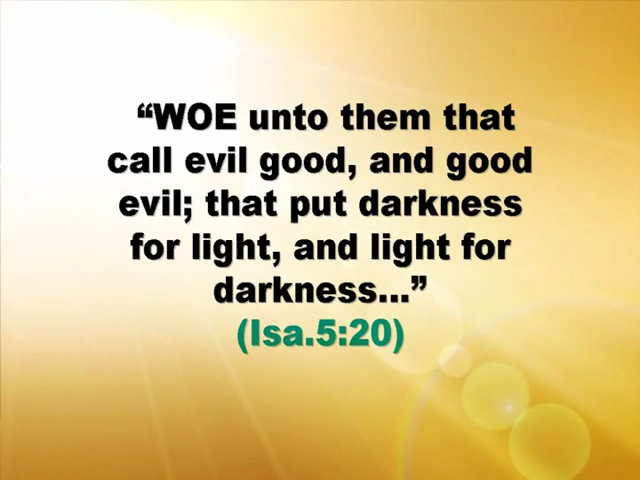 “WOE unto them that
call evil good, and good
evil; that put darkness
for light, and light for
darkness...”
(Isa.5:20)